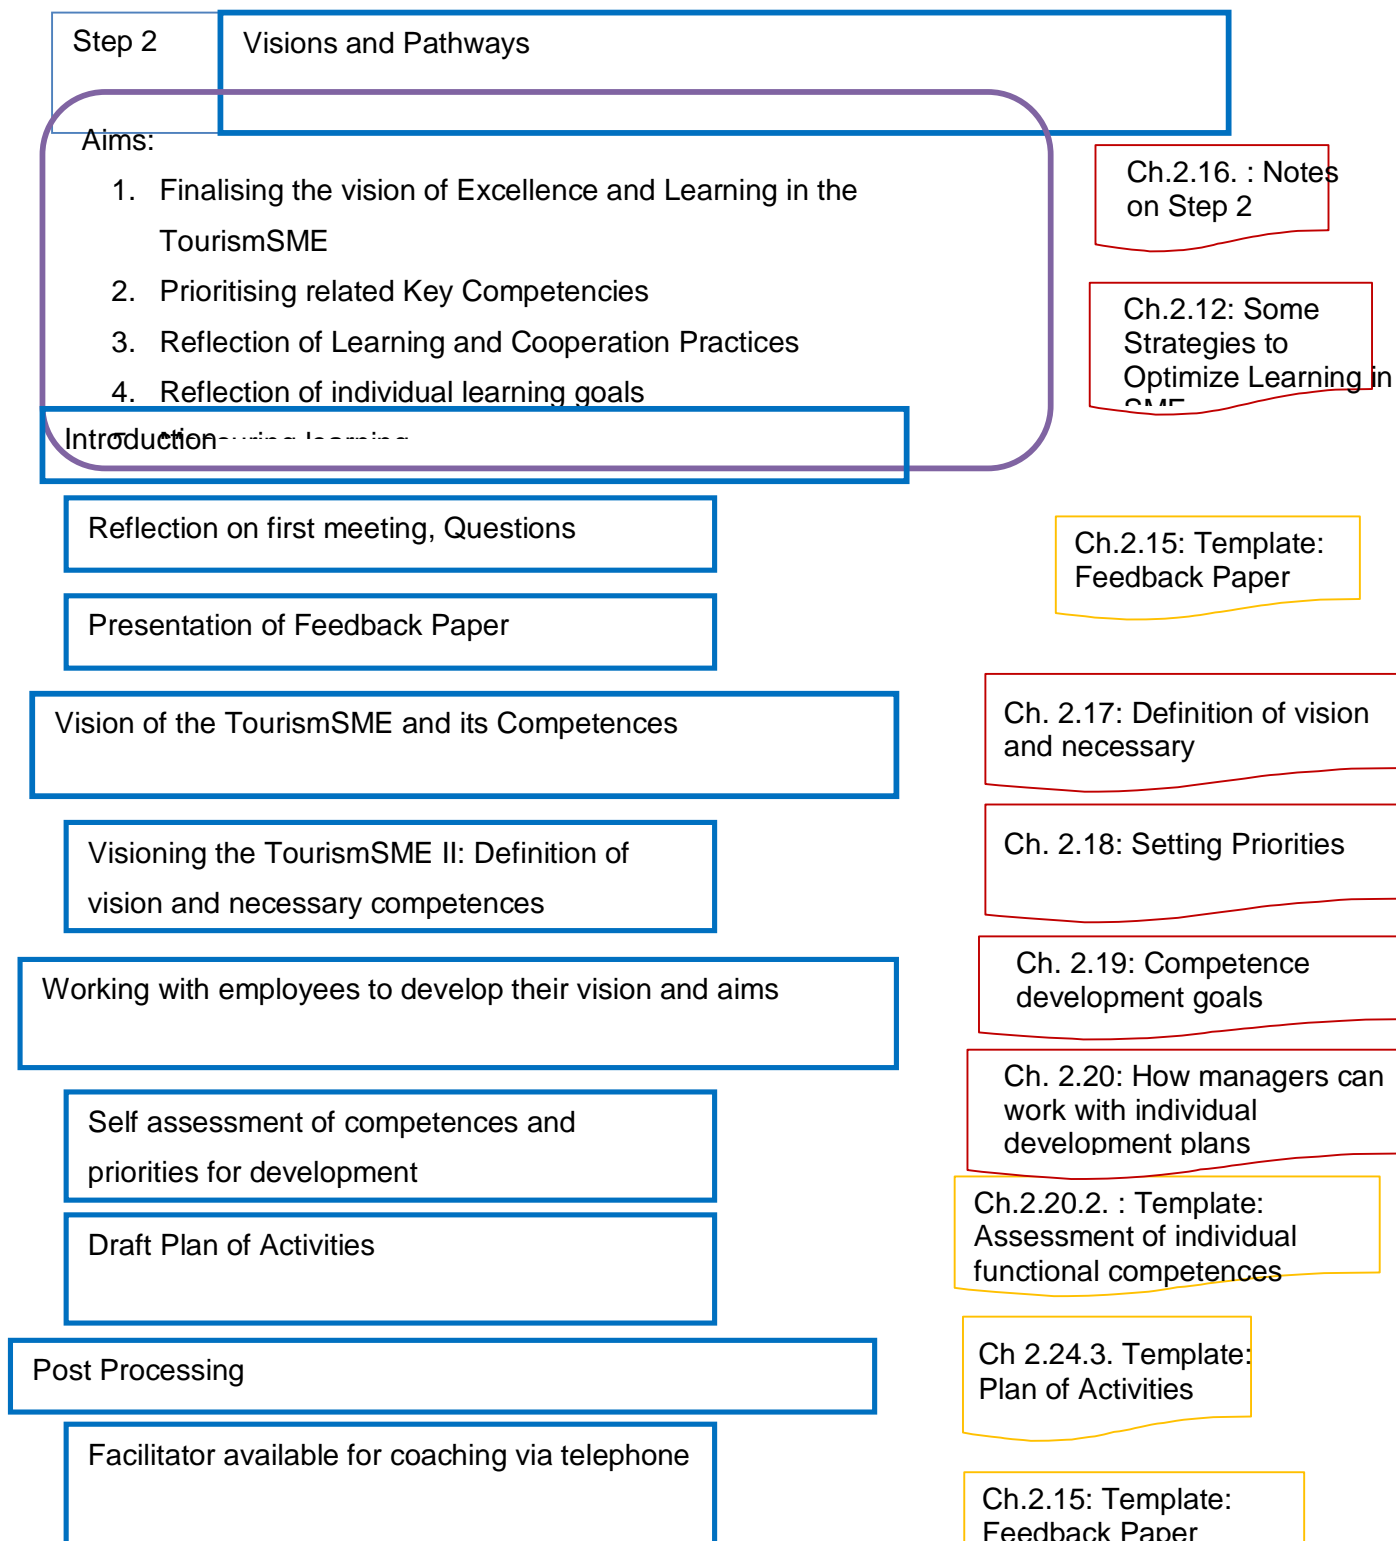 Step 2
Visions and Pathways
Aims:
1. Finalising the vision of Excellence and Learning in the
TourismSME
2. Prioritising related Key Competencies
3. Reflection of Learning and Cooperation Practices
4. Reflection of individual learning goals
Introduction
Reflection on first meeting, Questions
Presentation of Feedback Paper
Vision of the TourismSME and its Competences
Visioning the TourismSME II: Definition of
vision and necessary competences
Working with employees to develop their vision and aims
Self assessment of competences and
priorities for development
Draft Plan of Activities
Post Processing
Facilitator available for coaching via telephone
Ch.2.16. : Notes
on Step 2
Ch.2.12: Some
Strategies to
Optimize Learning in
Ch.2.15: Template:
Feedback Paper
Ch. 2.17: Definition of vision
and necessary
Ch. 2.18: Setting Priorities
Ch. 2.19: Competence
development goals
Ch. 2.20: How managers can
work with individual
development plans
Ch.2.20.2. : Template:
Assessment of individual
functional competences
Ch 2.24.3. Template:
Plan of Activities
Ch.2.15: Template:
Feedback Paper